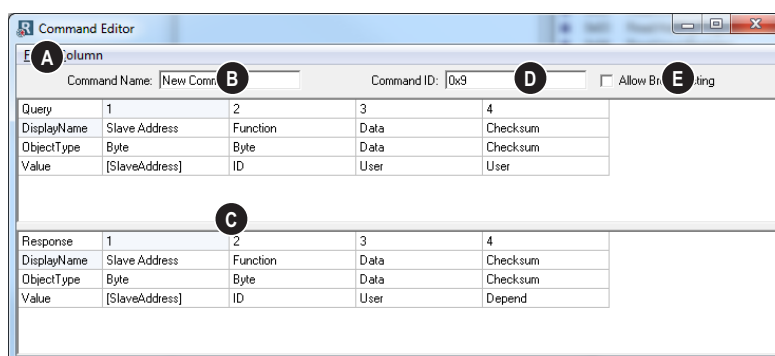 Command Editor
A
Column
Command Name: New Comm B
Command ID: 0x9 D
Allow E
Query 1 2 3 4
DisplayName Slave Address Function Data Checksum
ObjectType Byte Byte Data Checksum
Value [SlaveAddress] ID User User
C
Response 1 2 3 4
DisplayName Slave Address Function Data Checksum
ObjectType Byte Byte Data Checksum
Value [SlaveAddress] ID User Depend